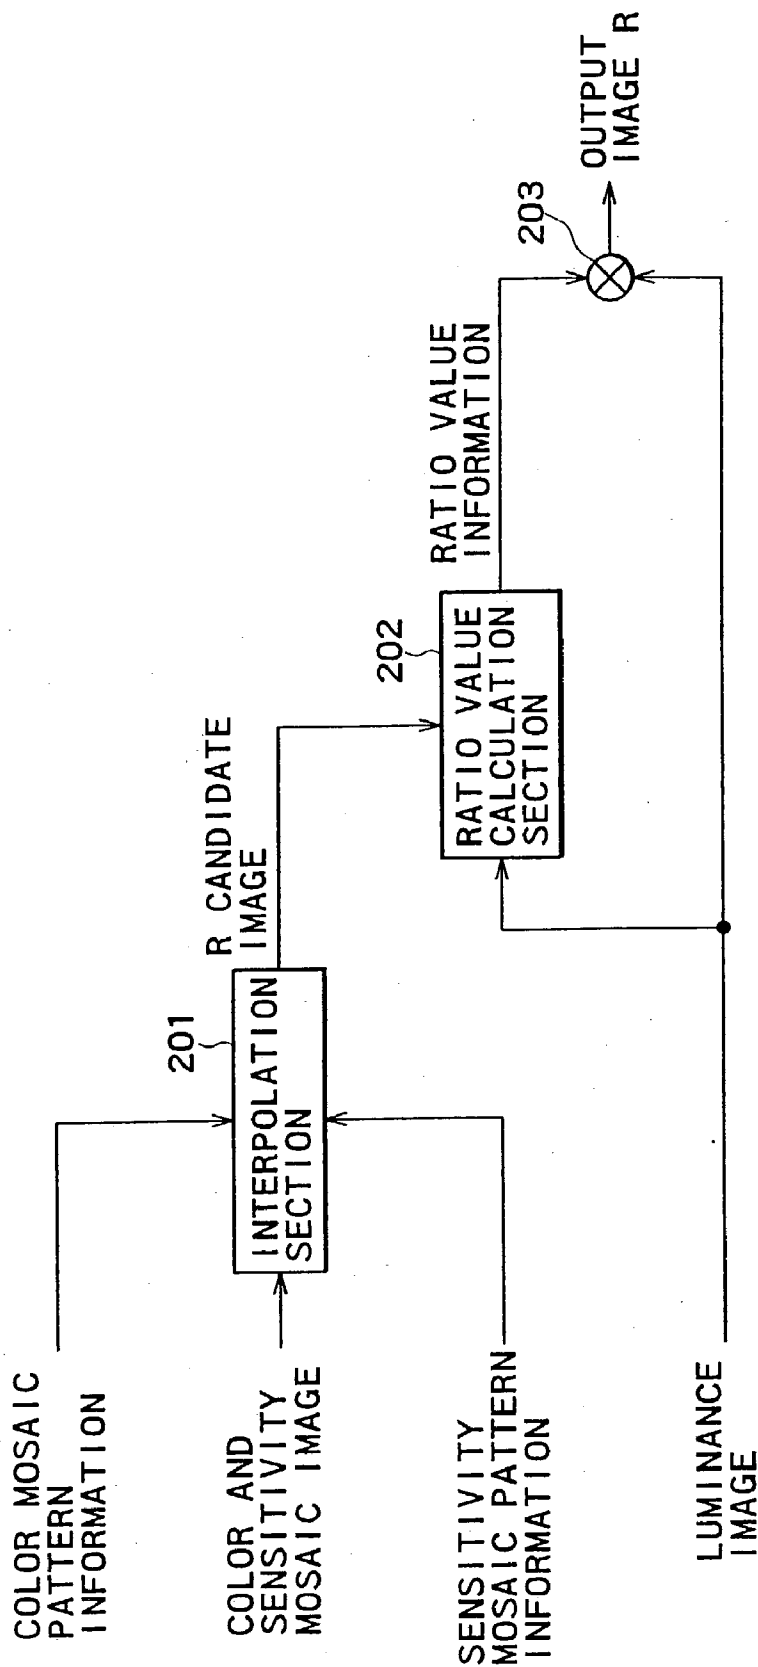 COLOR MOSAIC
PATTERN
INFORMATION
COLOR AND
SENSITIVITY
MOSAIC IMAGE
SENSITIVITY
MOSAIC PATTERN
INFORMATION
LUMINANCE
IMAGE
201
INTERPOLATION
SECTION
R CANDIDATE
IMAGE
202
RATIO VALUE
CALCULATION
SECTION
RATIO VALUE
INFORMATION
203
OUTPUT
IMAGE R